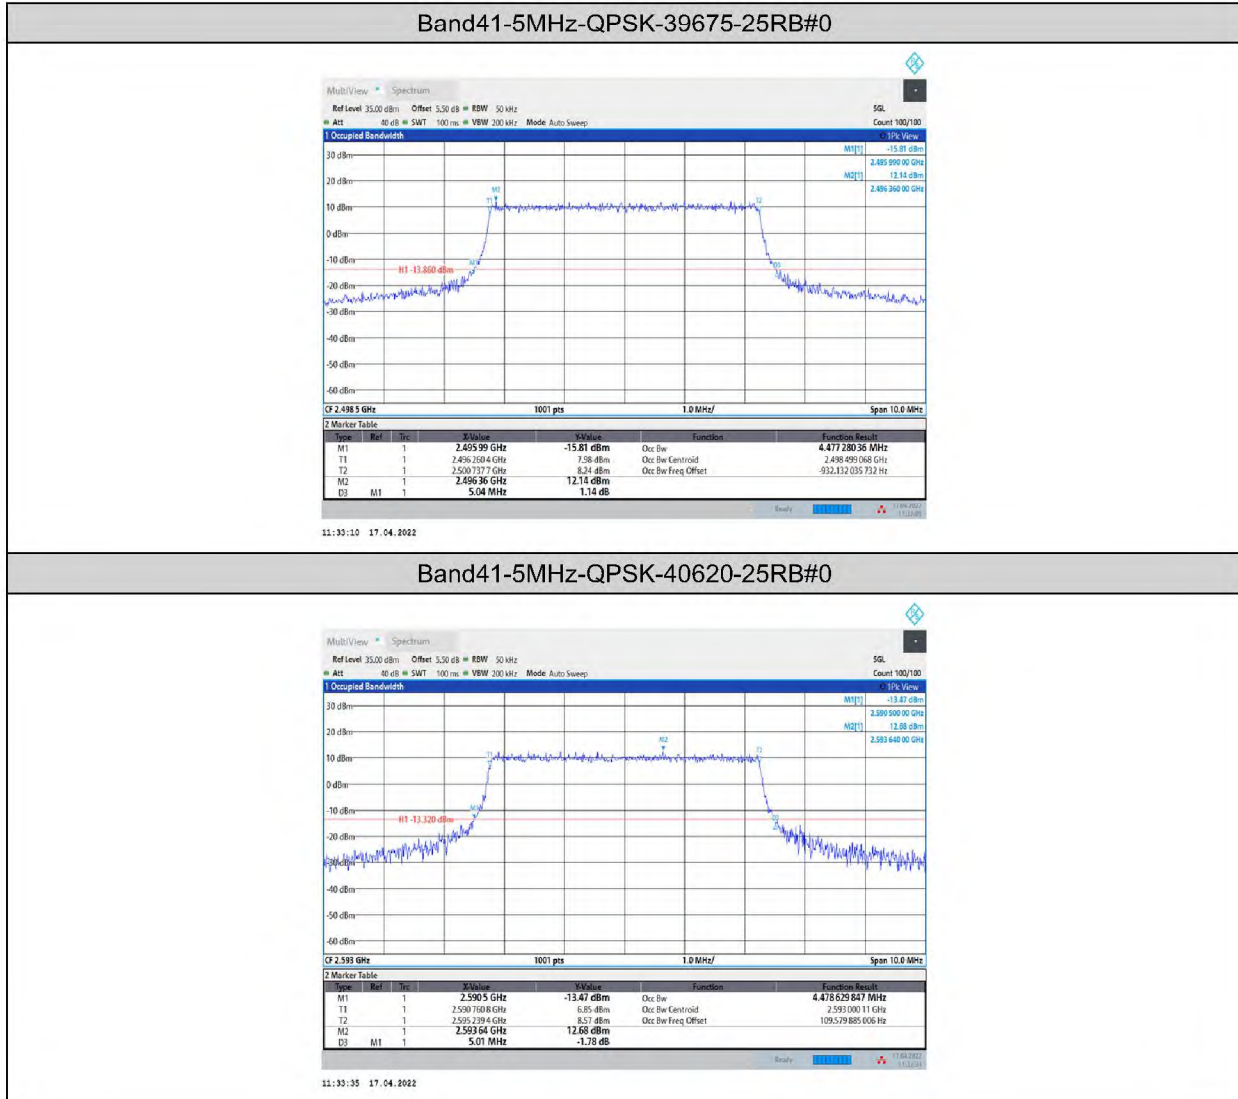 Band41-5MHz-QPSK-39675-25RB#0
MultiView Spectrum
Ref Level 35.00 dBm Offset 5.50 dB RBW 50 kHz SGL
Att 40 dB SWT 100 ms VBW 200 kHz Mode Auto Sweep Count 100/100
1 Occupied Bandwidth 1Pk View
M1[1] -15.81 dBm
2.495 990 00 GHz
M2[1] 12.14 dBm
2.496 360 00 GHz
30 dBm
20 dBm
M2
T1 T2
10 dBm
0 dBm
-10 dBm
M1 D3
H1 -13.860 dBm
-20 dBm
-30 dBm
-40 dBm
-50 dBm
-60 dBm
CF 2.498 5 GHz 1001 pts 1.0 MHz/ Span 10.0 MHz
2 Marker Table
Type Ref Trc X-Value Y-Value Function Function Result
M1 1 2.495 99 GHz -15.81 dBm Occ Bw 4.477 280 36 MHz
T1 1 2.496 260 4 GHz 7.98 dBm Occ Bw Centroid 2.498 499 068 GHz
T2 1 2.500 737 7 GHz 8.24 dBm Occ Bw Freq Offset -932.132 035 732 Hz
M2 1 2.496 36 GHz 12.14 dBm
D3 M1 1 5.04 MHz 1.14 dB
Ready 17.04.2022
11:33:10 17.04.2022
Band41-5MHz-QPSK-40620-25RB#0
MultiView Spectrum
Ref Level 35.00 dBm Offset 5.50 dB RBW 50 kHz SGL
Att 40 dB SWT 100 ms VBW 200 kHz Mode Auto Sweep Count 100/100
1 Occupied Bandwidth 1Pk View
M1[1] -13.47 dBm
2.590 500 00 GHz
M2[1] 12.68 dBm
2.593 640 00 GHz
30 dBm
20 dBm
M2
T1 T2
10 dBm
0 dBm
-10 dBm
M1 D3
H1 -13.320 dBm
-20 dBm
-30 dBm
-40 dBm
-50 dBm
-60 dBm
CF 2.593 GHz 1001 pts 1.0 MHz/ Span 10.0 MHz
2 Marker Table
Type Ref Trc X-Value Y-Value Function Function Result
M1 1 2.590 5 GHz -13.47 dBm Occ Bw 4.478 629 847 MHz
T1 1 2.590 760 8 GHz 6.85 dBm Occ Bw Centroid 2.593 000 11 GHz
T2 1 2.595 239 4 GHz 8.57 dBm Occ Bw Freq Offset 109.579 885 006 Hz
M2 1 2.593 64 GHz 12.68 dBm
D3 M1 1 5.01 MHz -1.78 dB
Ready 17.04.2022
11:33:35 17.04.2022